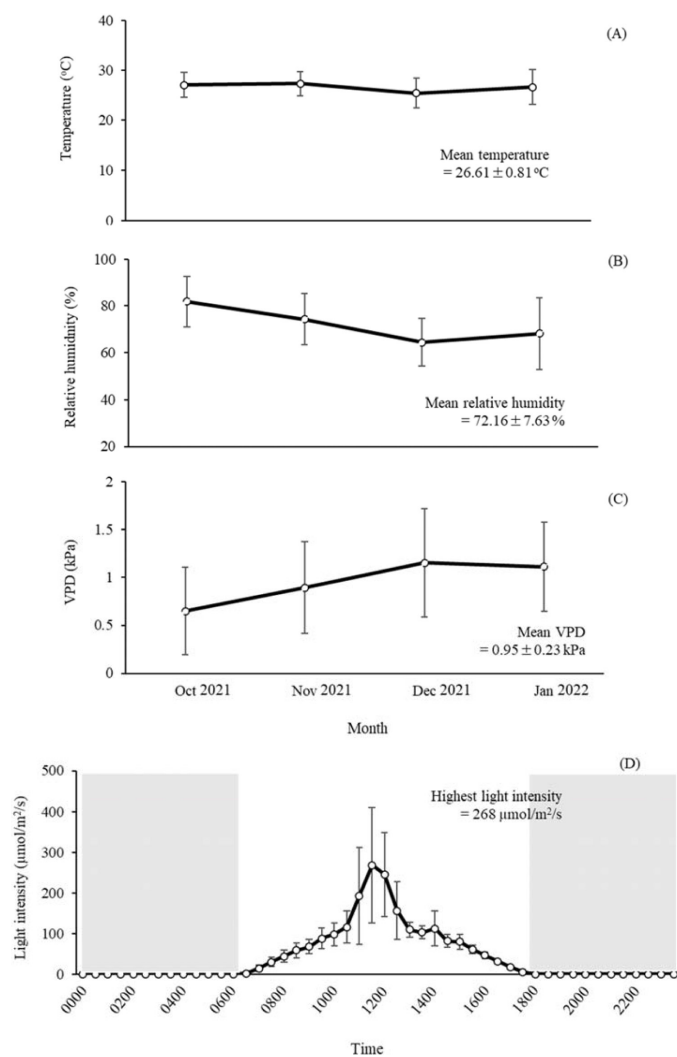 (A)
40
30
20
10
0
Temperature (°C)
Mean temperature
= 26.61 ± 0.81 °C
(B)
100
80
60
40
20
Relative humidnity (%)
Mean relative humidity
= 72.16 ± 7.63 %
(C)
2
1.5
1
0.5
0
VPD (kPa)
Mean VPD
= 0.95 ± 0.23 kPa
Oct 2021 Nov 2021 Dec 2021 Jan 2022
Month
(D)
500
400
300
200
100
0
Light intensity (µmol/m²/s)
Highest light intensity
= 268 µmol/m²/s
0000 0200 0400 0600 0800 1000 1200 1400 1600 1800 2000 2200
Time